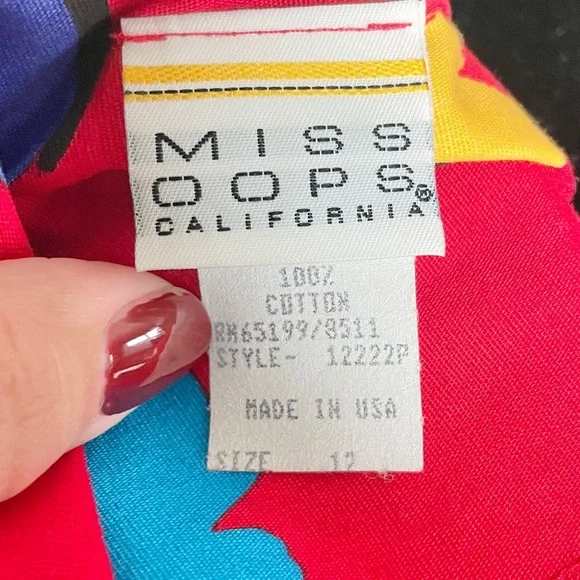 MISS
OOPS®
CALIFORNIA
100%
COTTON
RN65199/8511
STYLE- 12222P
MADE IN USA
SIZE 12